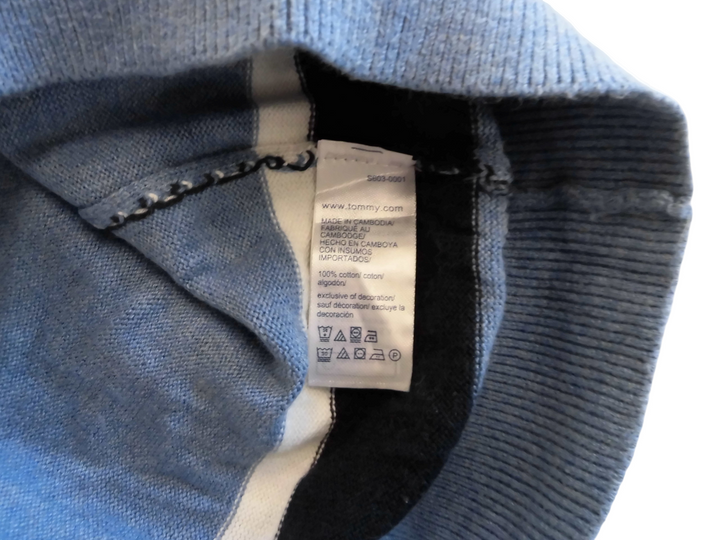 S803-0001
www.tommy.com
MADE IN CAMBODIA/
FABRIQUÉ AU
CAMBODGE/
HECHO EN CAMBOYA
CON INSUMOS
IMPORTADOS/
100% cotton/ coton/
algodón/
exclusive of decoration/
sauf décoration/ excluye la
decoración
P